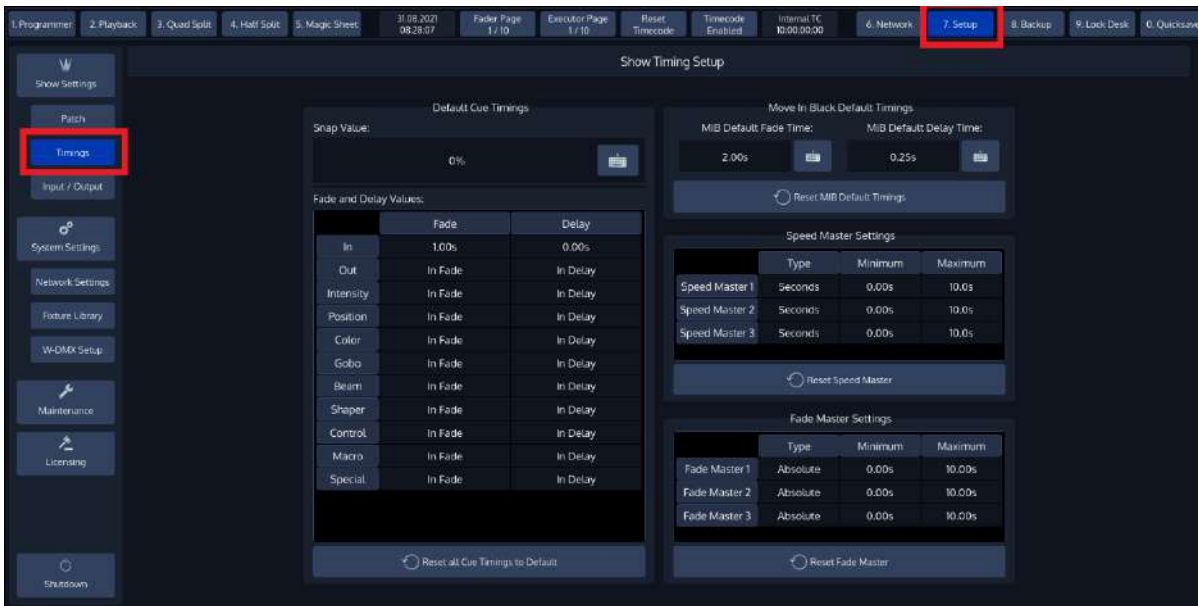 1. Programmer 2. Playback 3. Quad Split 4. Half Split 5. Magic Sheet 31.08.2021 Fader Page Executor Page Reset Timecode Internal TC 6. Network 7. Setup 8. Backup 9. Lock Desk 0. Quicksave
08:28:07 1 / 10 1 / 10 Timecode Enabled 10:00:00:00
Show Timing Setup
Show Settings
Patch
Timings
Input / Output
System Settings
Network Settings
Fixture Library
W-DMX Setup
Maintenance
Licensing
Shutdown
Default Cue Timings
Snap Value:
0%
Fade and Delay Values:
Fade Delay
In 1.00s 0.00s
Out In Fade In Delay
Intensity In Fade In Delay
Position In Fade In Delay
Color In Fade In Delay
Gobo In Fade In Delay
Beam In Fade In Delay
Shaper In Fade In Delay
Control In Fade In Delay
Macro In Fade In Delay
Special In Fade In Delay
Reset all Cue Timings to Default
Move In Black Default Timings
MIB Default Fade Time: MIB Default Delay Time:
2.00s 0.25s
Reset MIB Default Timings
Speed Master Settings
Type Minimum Maximum
Speed Master 1 Seconds 0.00s 10.0s
Speed Master 2 Seconds 0.00s 10.0s
Speed Master 3 Seconds 0.00s 10.0s
Reset Speed Master
Fade Master Settings
Type Minimum Maximum
Fade Master 1 Absolute 0.00s 10.00s
Fade Master 2 Absolute 0.00s 10.00s
Fade Master 3 Absolute 0.00s 10.00s
Reset Fade Master